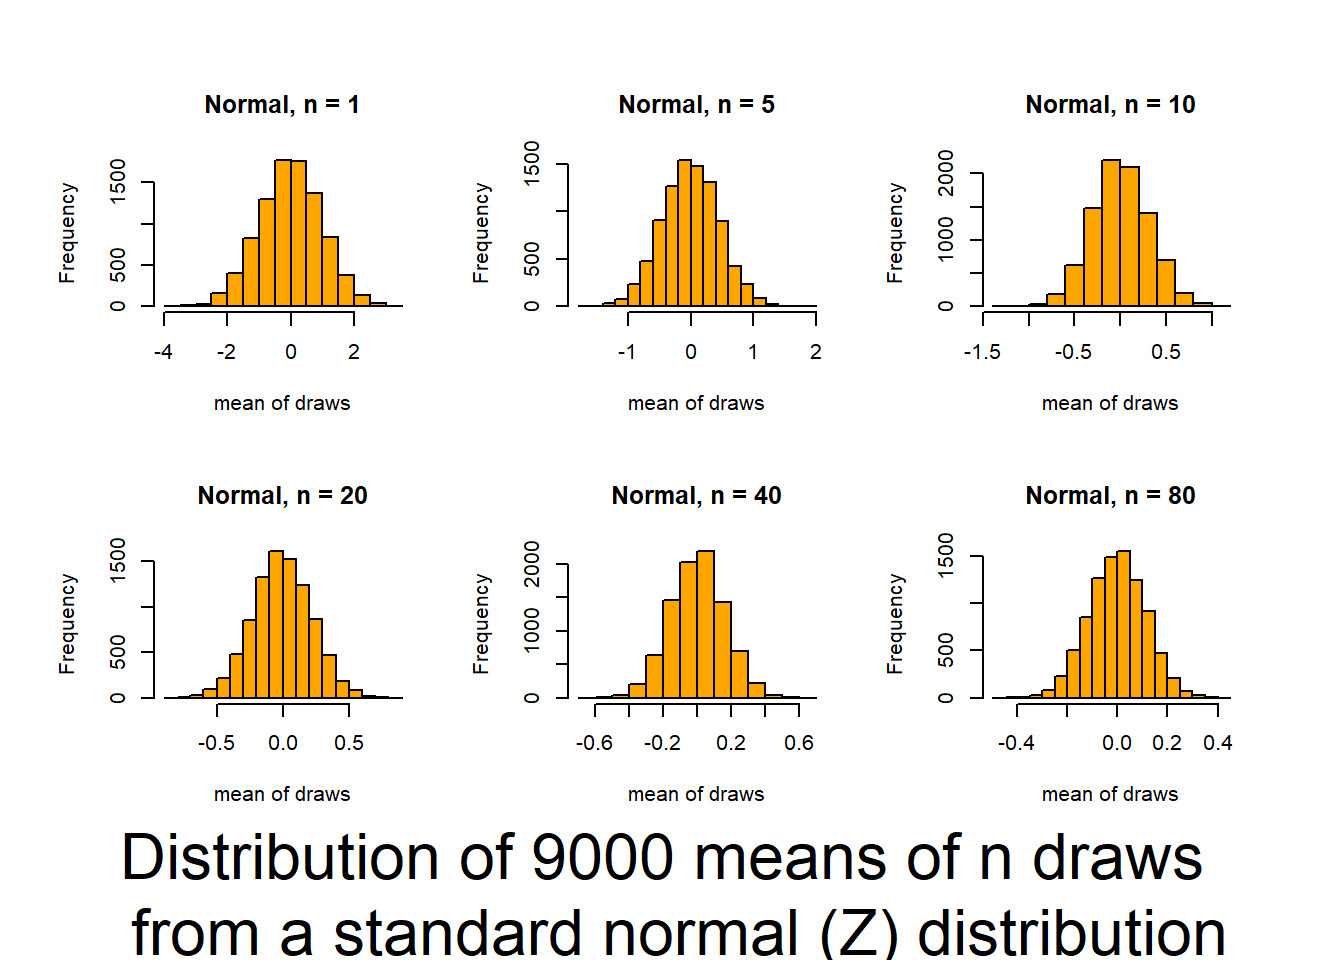 Normal, n = 1
Frequency
0 500 1500
-4 -2 0 2
mean of draws
Normal, n = 5
Frequency
0 500 1500
-1 0 1 2
mean of draws
Normal, n = 10
Frequency
0 1000 2000
-1.5 -0.5 0.5
mean of draws
Normal, n = 20
Frequency
0 500 1500
-0.5 0.0 0.5
mean of draws
Normal, n = 40
Frequency
0 1000 2000
-0.6 -0.2 0.2 0.6
mean of draws
Normal, n = 80
Frequency
0 500 1500
-0.4 0.0 0.2 0.4
mean of draws
Distribution of 9000 means of n draws
from a standard normal (Z) distribution